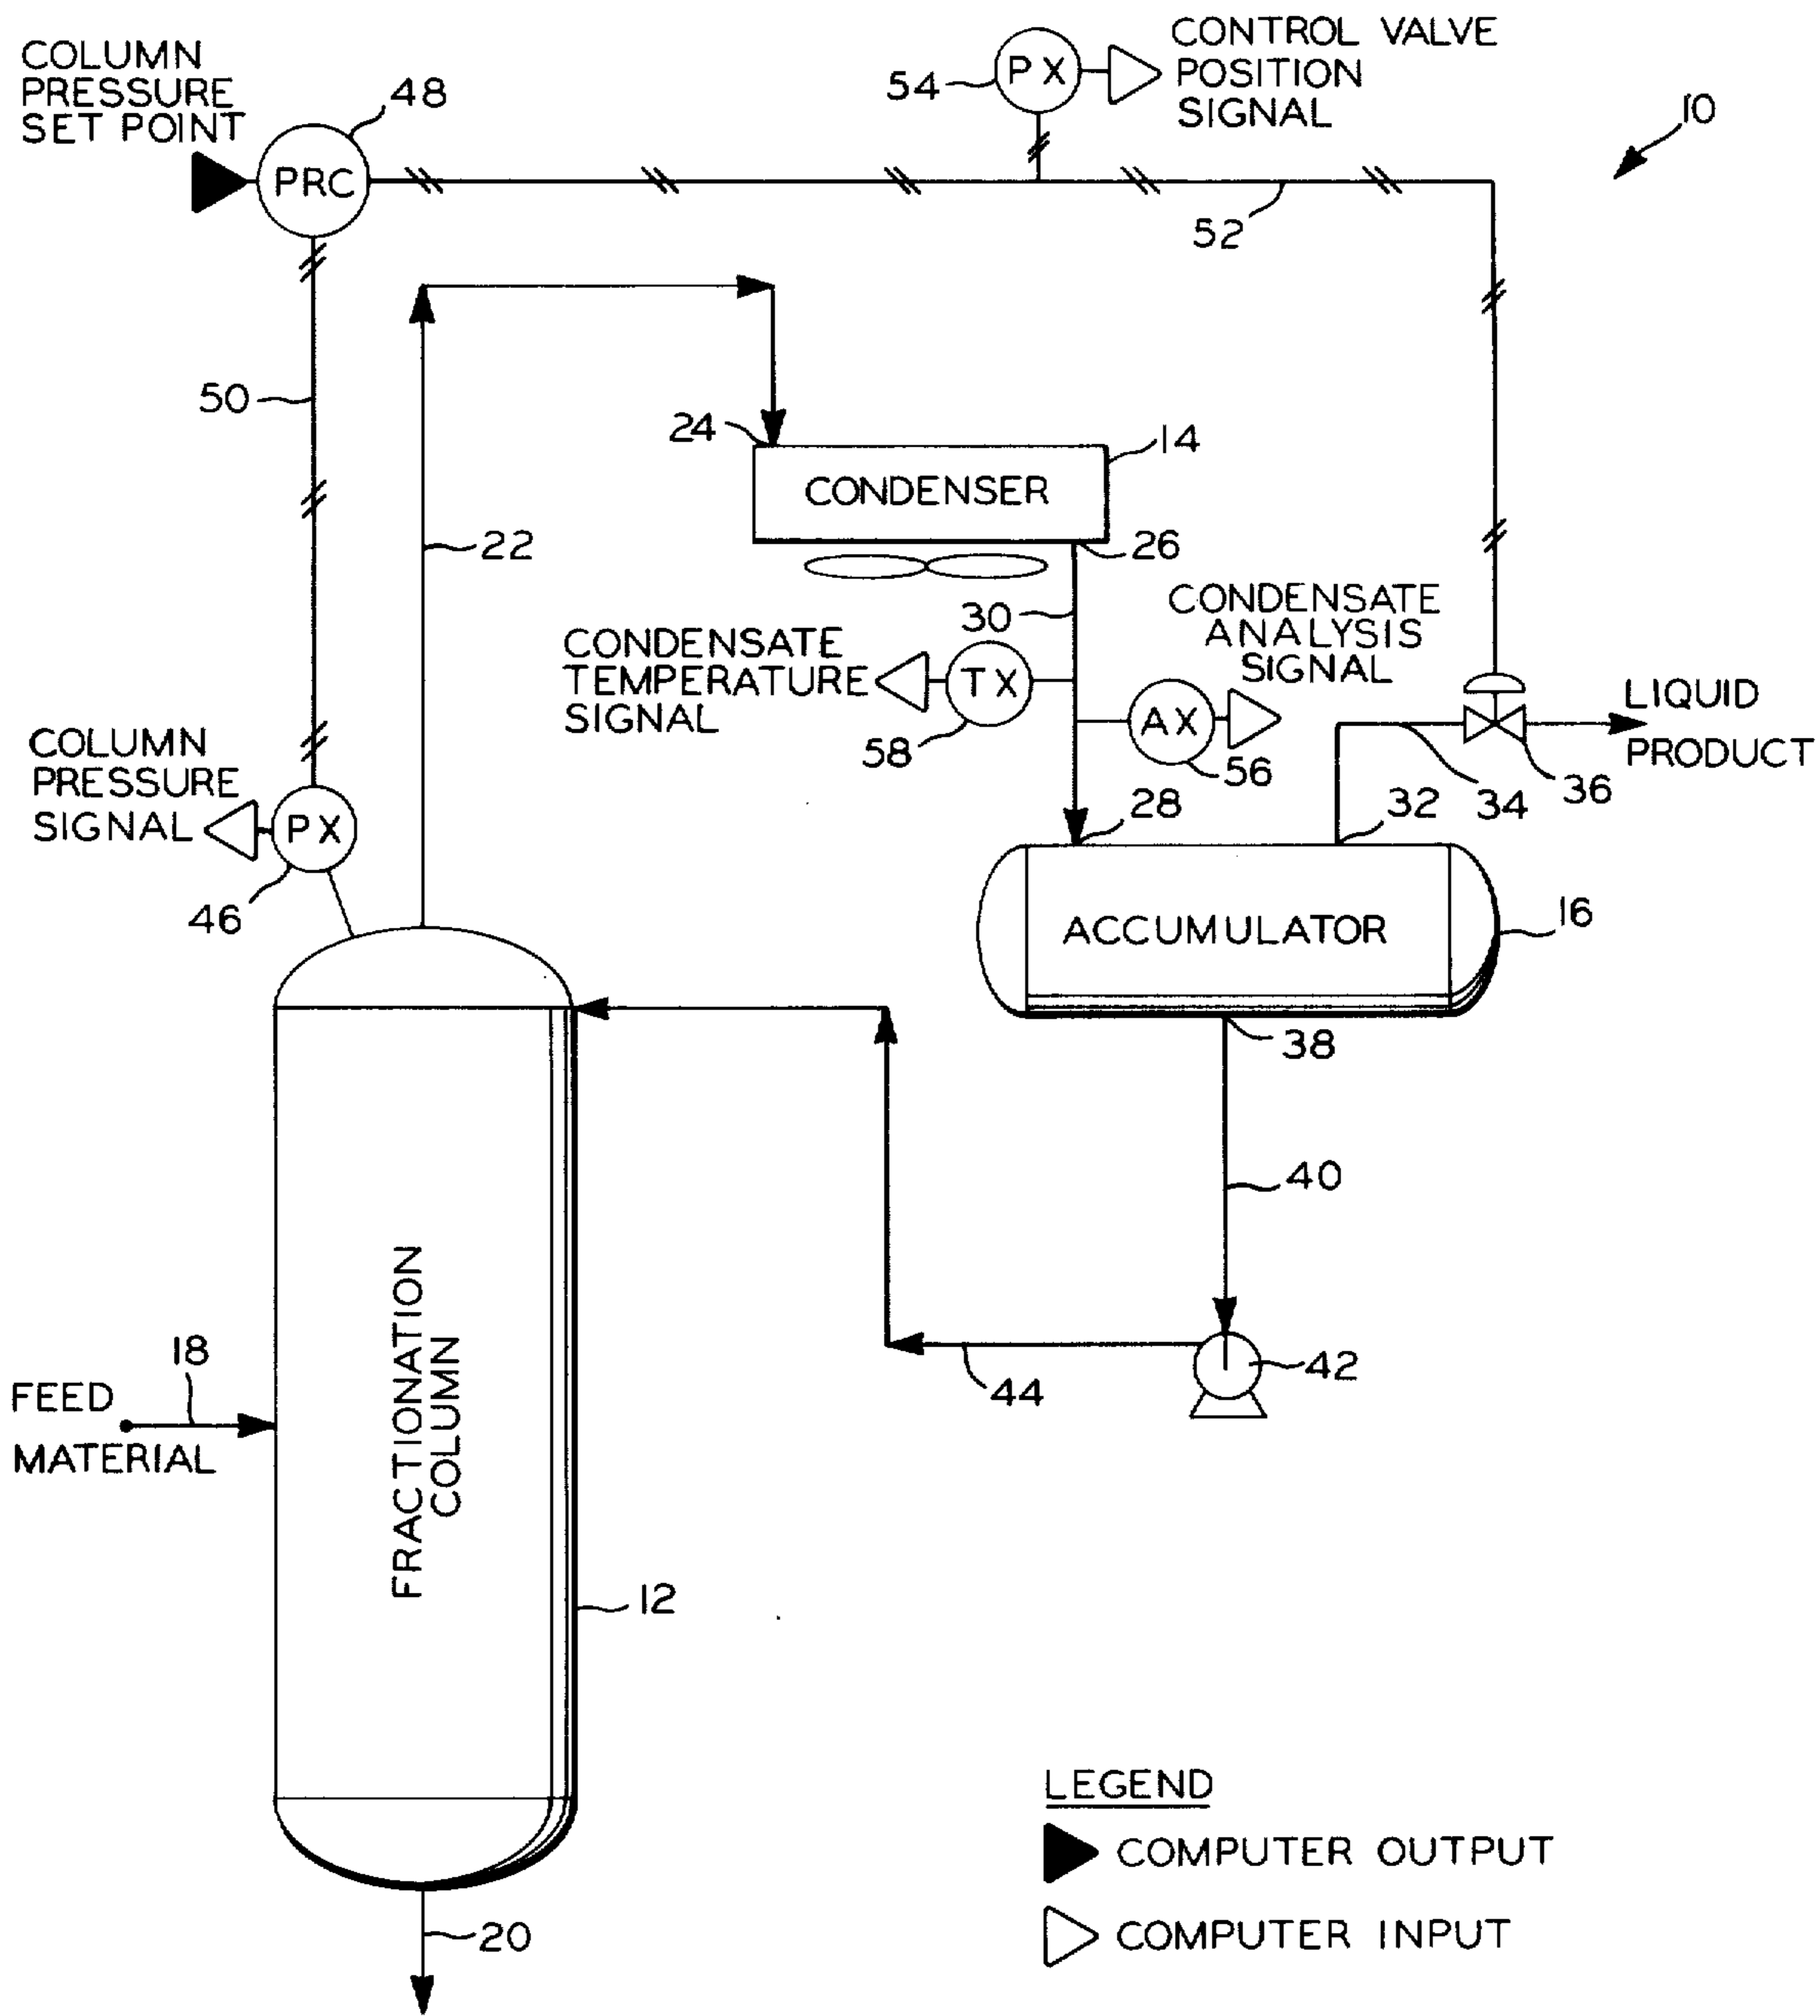 COLUMN
PRESSURE
SET POINT
48
PRC
54
PX
CONTROL VALVE
POSITION
SIGNAL
10
52
50
22
24
14
CONDENSER
26
30
CONDENSATE
TEMPERATURE
SIGNAL
TX
58
CONDENSATE
ANALYSIS
SIGNAL
AX
56
LIQUID
PRODUCT
36
34
32
28
COLUMN
PRESSURE
SIGNAL
PX
46
ACCUMULATOR
16
38
40
42
44
18
FEED
MATERIAL
FRACTIONATION
COLUMN
12
20
LEGEND
COMPUTER OUTPUT
COMPUTER INPUT